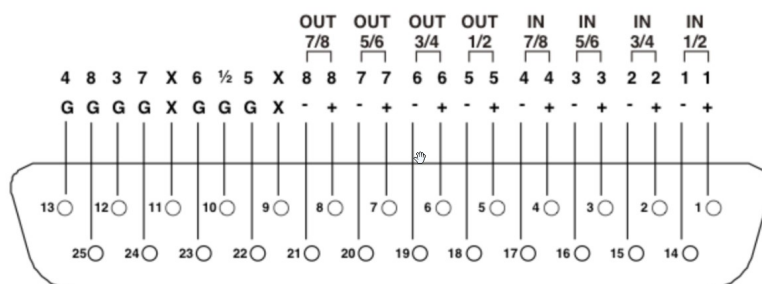 OUT OUT OUT OUT IN IN IN IN
7/8 5/6 3/4 1/2 7/8 5/6 3/4 1/2
4 8 3 7 X 6 ½ 5 X 8 8 7 7 6 6 5 5 4 4 3 3 2 2 1 1
G G G G X G G G X - + - + - + - + - + - + - + - +
13 12 11 10 9 8 7 6 5 4 3 2 1
25 24 23 22 21 20 19 18 17 16 15 14